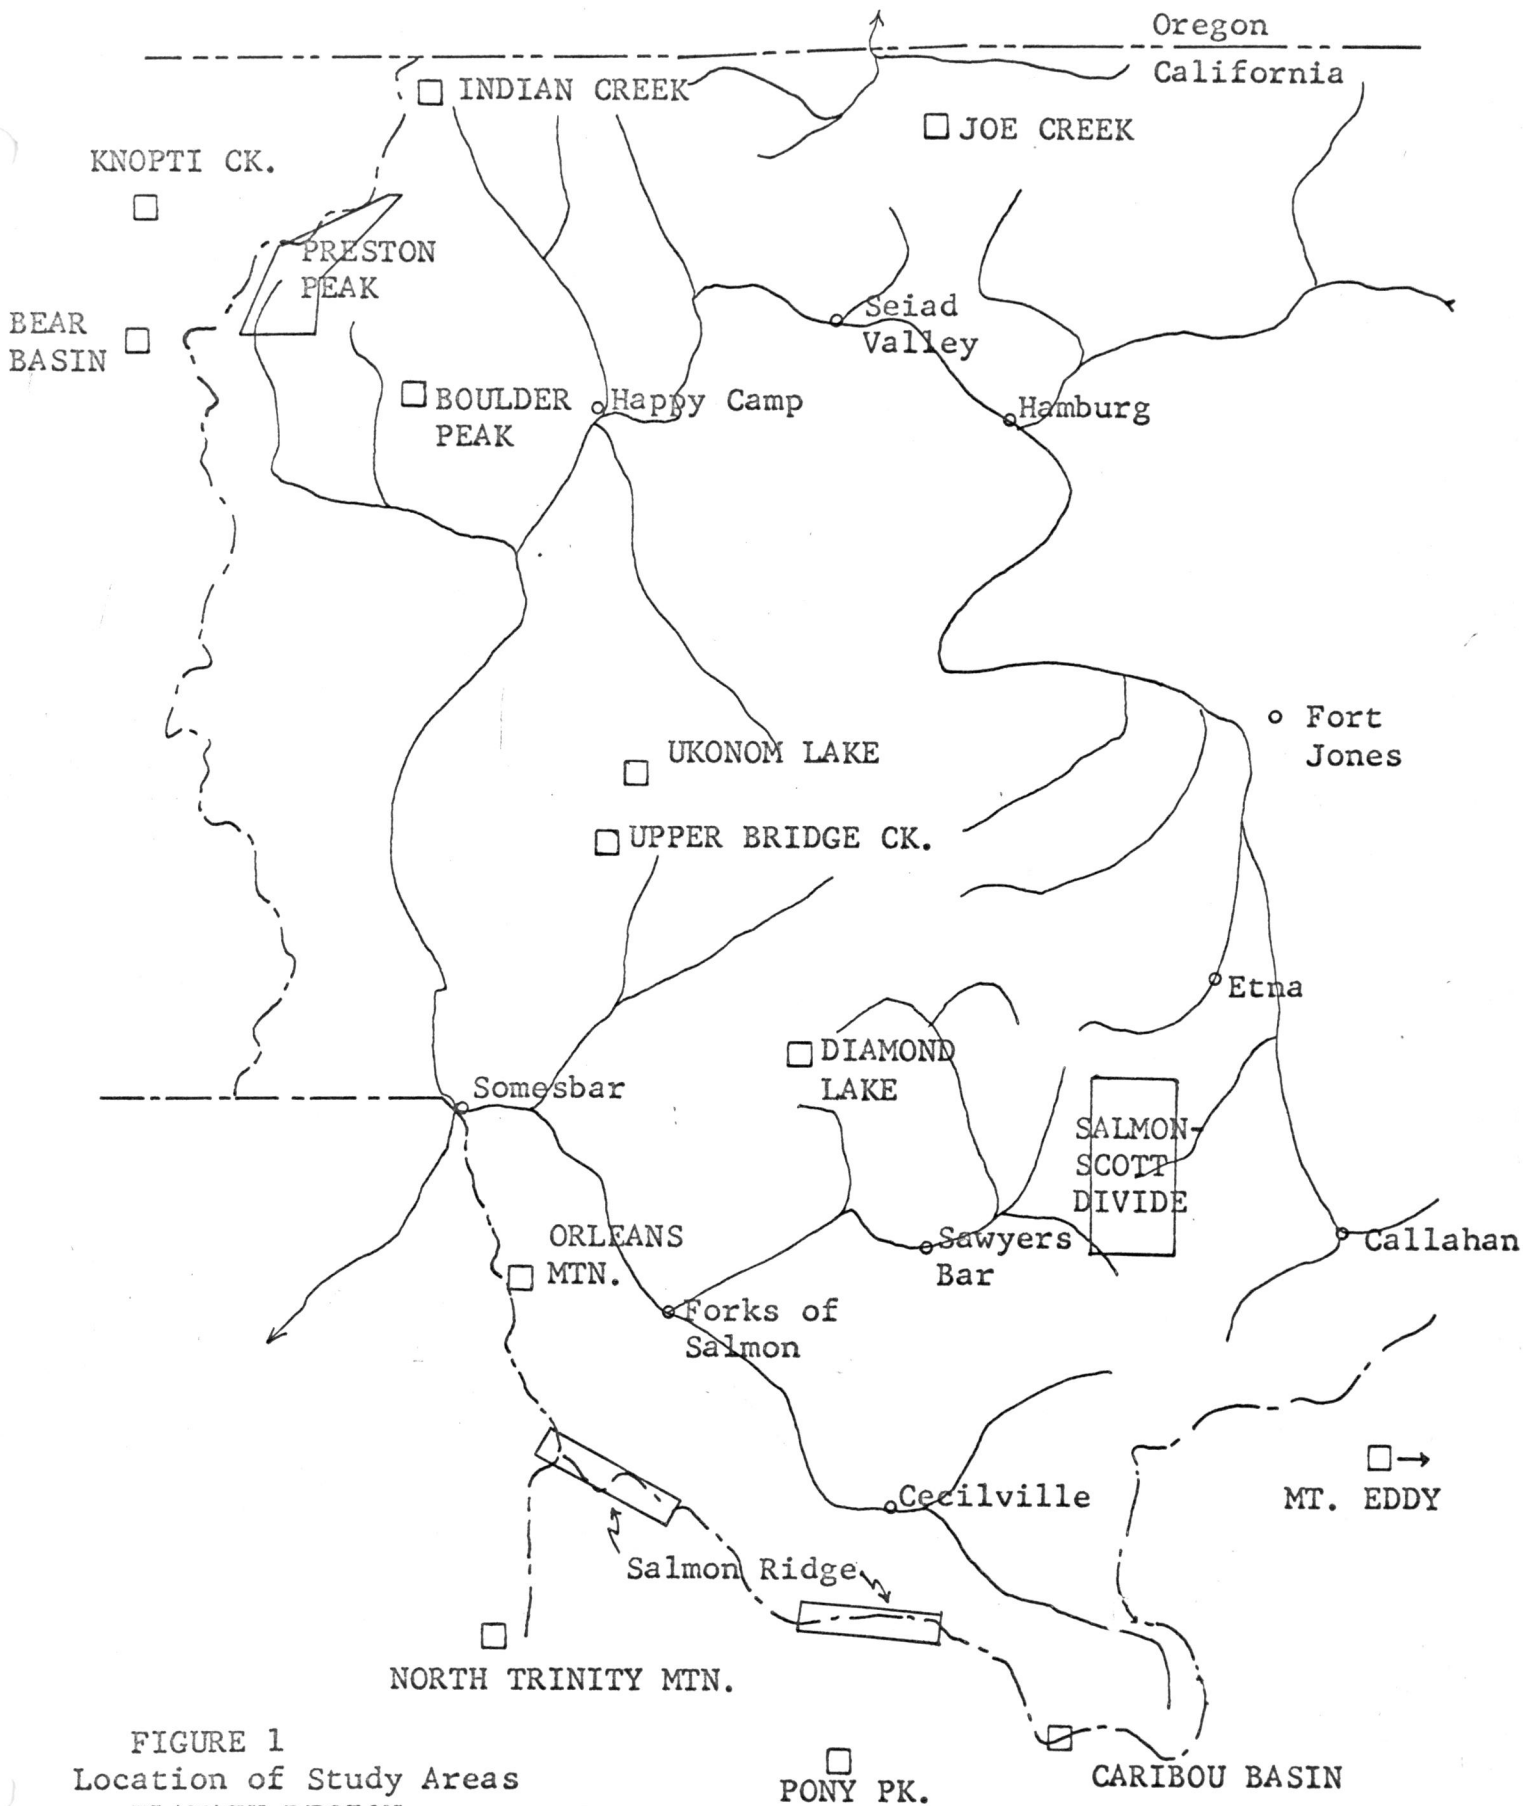 Oregon
California
INDIAN CREEK
JOE CREEK
KNOPTI CK.
PRESTON
PEAK
BEAR
BASIN
Seiad
Valley
BOULDER
PEAK
Happy Camp
Hamburg
Fort
Jones
UKONOM LAKE
UPPER BRIDGE CK.
Etna
DIAMOND
LAKE
Somesbar
SALMON-
SCOTT
DIVIDE
ORLEANS
MTN.
Sawyers
Bar
Callahan
Forks of
Salmon
Cecilville
MT. EDDY
Salmon Ridge
NORTH TRINITY MTN.
CARIBOU BASIN
PONY PK.
FIGURE 1
Location of Study Areas